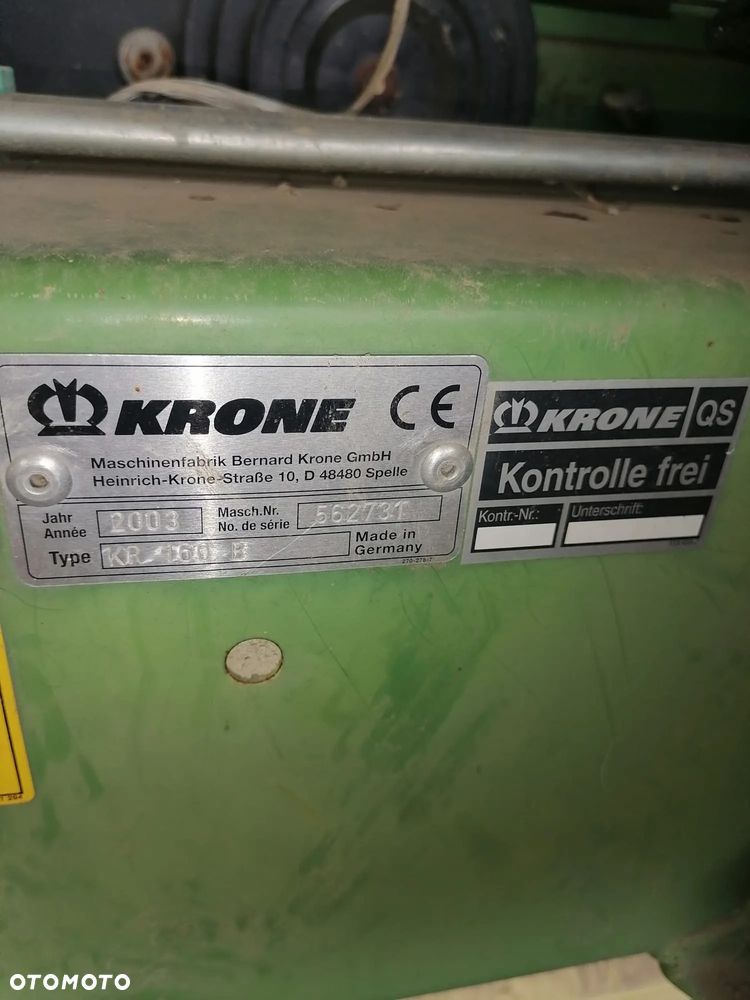 KRONE CE
Maschinenfabrik Bernard Krone GmbH
Heinrich-Krone-Straße 10, D 48480 Spelle
Jahr
Année
2003
Masch.Nr.
No. de série
562731
Type
KR 160 B
Made in
Germany
KRONE QS
Kontrolle frei
Kontr.-Nr.:
Unterschrift:
OTOMOTO